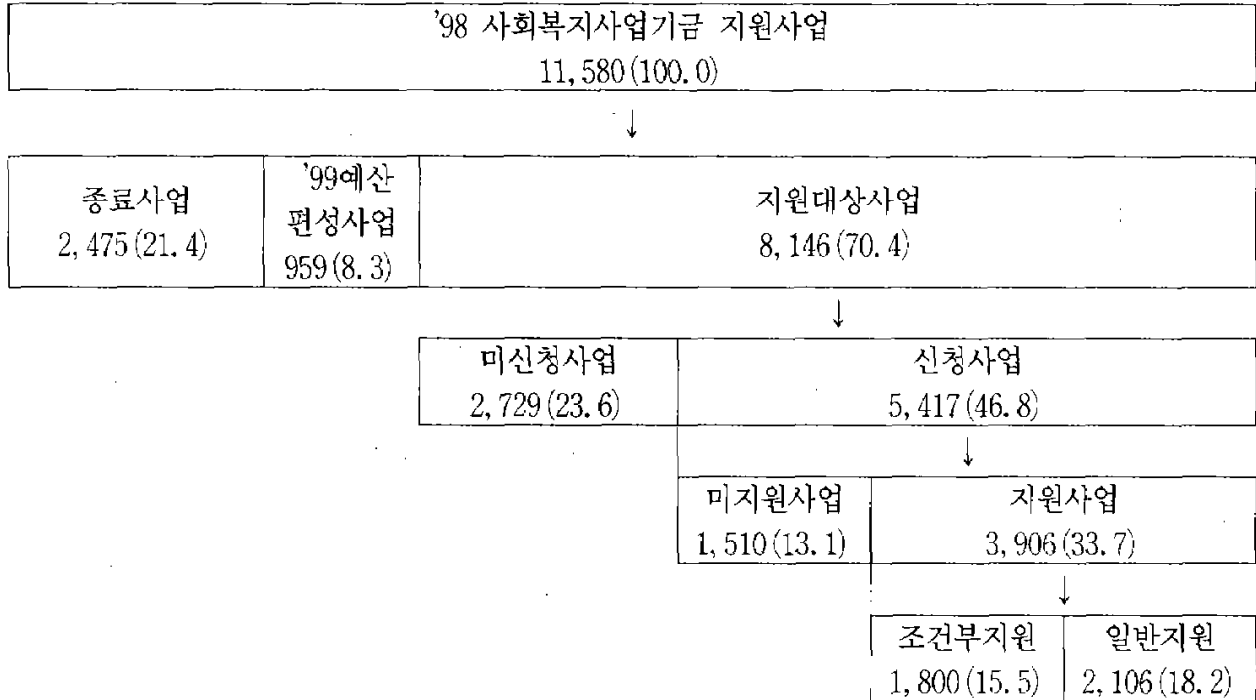 '98 사회복지사업기금 지원사업
11,580(100.0)
↓
종료사업
2,475(21.4)
'99예산
편성사업
959(8.3)
지원대상사업
8,146(70.4)
↓
미신청사업
2,729(23.6)
신청사업
5,417(46.8)
↓
미지원사업
1,510(13.1)
지원사업
3,906(33.7)
↓
조건부지원
1,800(15.5)
일반지원
2,106(18.2)